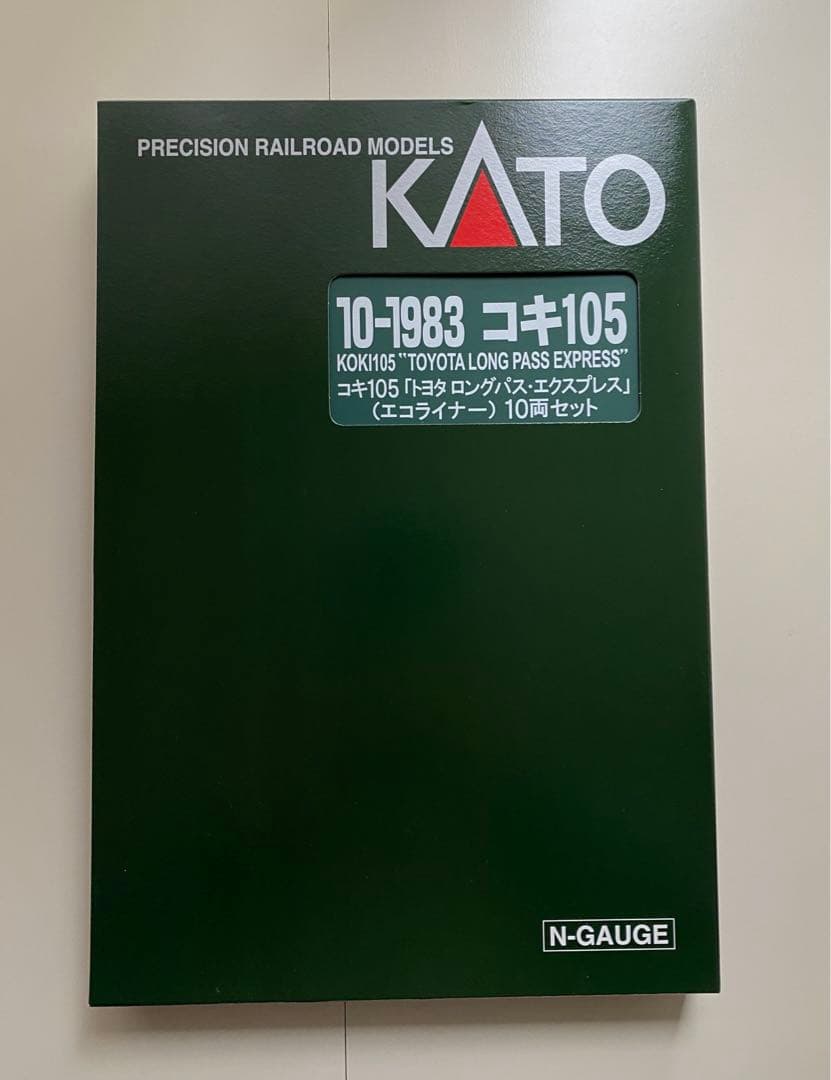 PRECISION RAILROAD MODELS
KATO
10-1983 コキ105
KOKI105 "TOYOTA LONG PASS EXPRESS"
コキ105「トヨタ ロングパス・エクスプレス」
(エコライナー) 10両セット
N-GAUGE